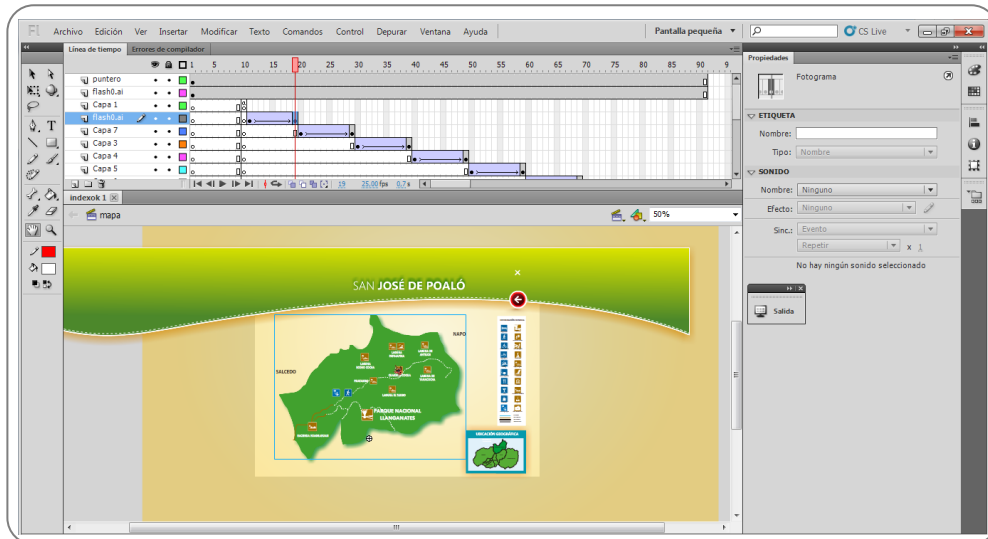 Fl Archivo Edición Ver Insertar Modificar Texto Comandos Control Depurar Ventana Ayuda Pantalla pequeña CS Live
Línea de tiempo Errores de compilador
1 5 10 15 20 25 30 35 40 45 50 55 60 65 70 75 80 85 90 9
puntero
flash0.ai
Capa 1
flash0.ai
Capa 7
Capa 3
Capa 4
Capa 5
19 25.00 fps 0.7 s
indexok 1
mapa 50%
SAN JOSÉ DE POALÓ
NAPO
SALCEDO
PARQUE NACIONAL
LLANGANATES
UBICACIÓN GEOGRÁFICA
Propiedades
Fotograma
ETIQUETA
Nombre:
Tipo: Nombre
SONIDO
Nombre: Ninguno
Efecto: Ninguno
Sinc.: Evento
Repetir x 1
No hay ningún sonido seleccionado
Salida